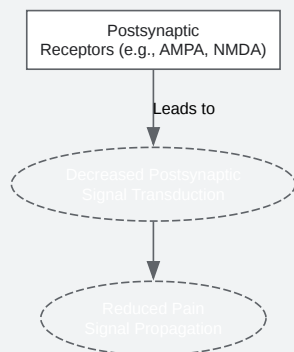 Postsynaptic
Receptors (e.g., AMPA, NMDA)
Leads to
Decreased Postsynaptic
Signal Transduction
Reduced Pain
Signal Propagation